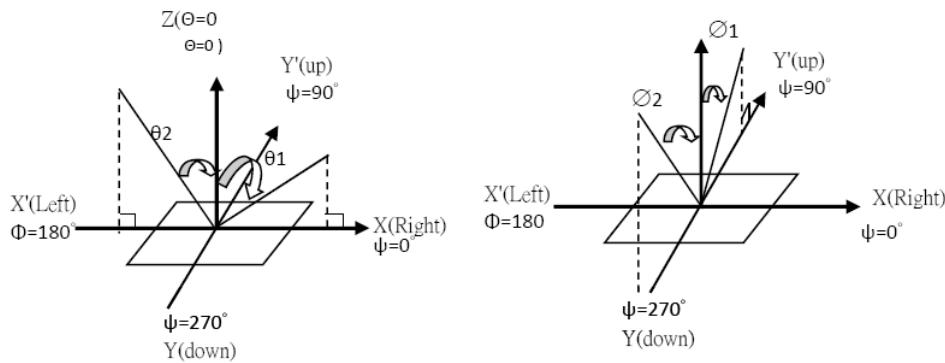 Z(Θ=0
Θ=0 )
Y'(up)
ψ=90°
θ2
θ1
X'(Left)
Φ=180°
X(Right)
ψ=0°
ψ=270°
Y(down)
∅1
Y'(up)
ψ=90°
∅2
X'(Left)
Φ=180
X(Right)
ψ=0°
ψ=270°
Y(down)